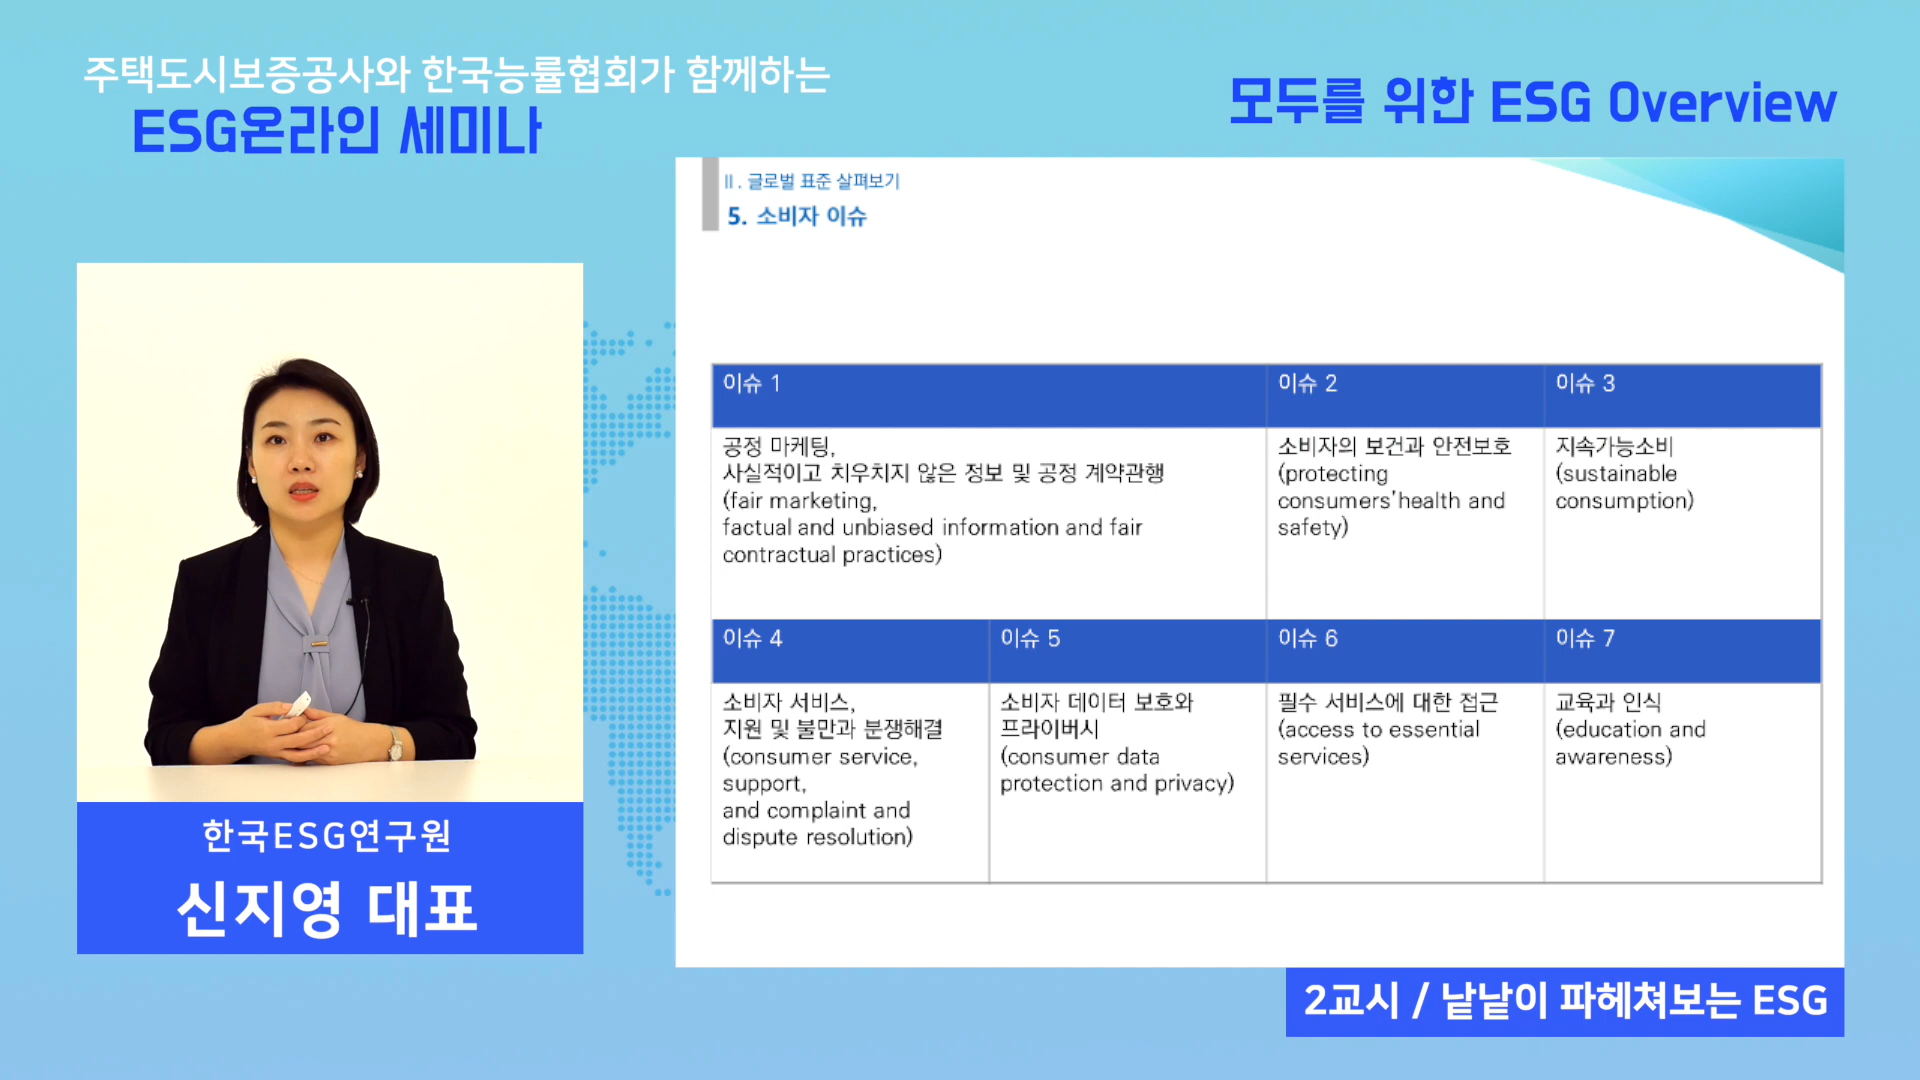 주택도시보증공사와 한국능률협회가 함께하는
ESG온라인 세미나
모두를 위한 ESG Overview
Ⅱ. 글로벌 표준 살펴보기
5. 소비자 이슈
이슈 1
이슈 2
이슈 3
공정 마케팅,
사실적이고 치우치지 않은 정보 및 공정 계약관행
(fair marketing,
factual and unbiased information and fair
contractual practices)
소비자의 보건과 안전보호
(protecting
consumers'health and
safety)
지속가능소비
(sustainable
consumption)
이슈 4
이슈 5
이슈 6
이슈 7
소비자 서비스,
지원 및 불만과 분쟁해결
(consumer service,
support,
and complaint and
dispute resolution)
소비자 데이터 보호와
프라이버시
(consumer data
protection and privacy)
필수 서비스에 대한 접근
(access to essential
services)
교육과 인식
(education and
awareness)
한국ESG연구원
신지영 대표
2교시 / 낱낱이 파헤쳐보는 ESG